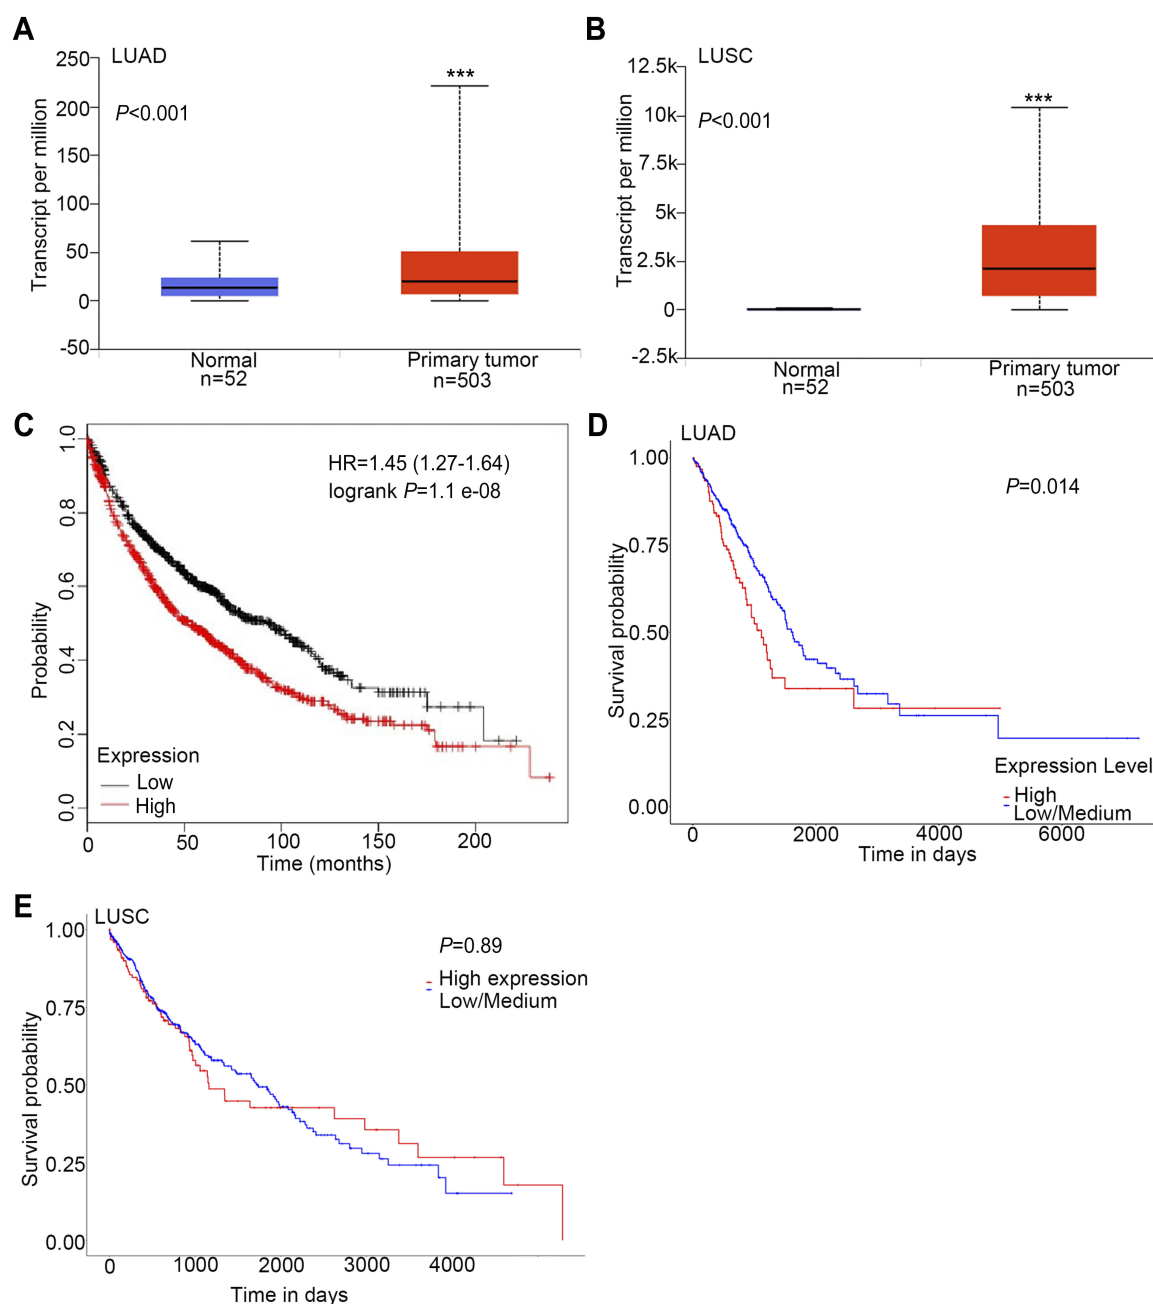 A
LUAD
P<0.001
***
Transcript per million
250
200
150
100
50
0
-50
Normal
n=52
Primary tumor
n=503
B
LUSC
P<0.001
***
Transcript per million
12.5k
10k
7.5k
5k
2.5k
0
-2.5k
Normal
n=52
Primary tumor
n=503
C
HR=1.45 (1.27-1.64)
logrank P=1.1 e-08
Probability
1.0
0.8
0.6
0.4
0.2
0.0
Expression
Low
High
0 50 100 150 200
Time (months)
D
LUAD
P=0.014
Survival probability
1.00
0.75
0.50
0.25
0.00
Expression Level
High
Low/Medium
0 2000 4000 6000
Time in days
E
LUSC
P=0.89
High expression
Low/Medium
Survival probability
1.00
0.75
0.50
0.25
0.00
0 1000 2000 3000 4000
Time in days